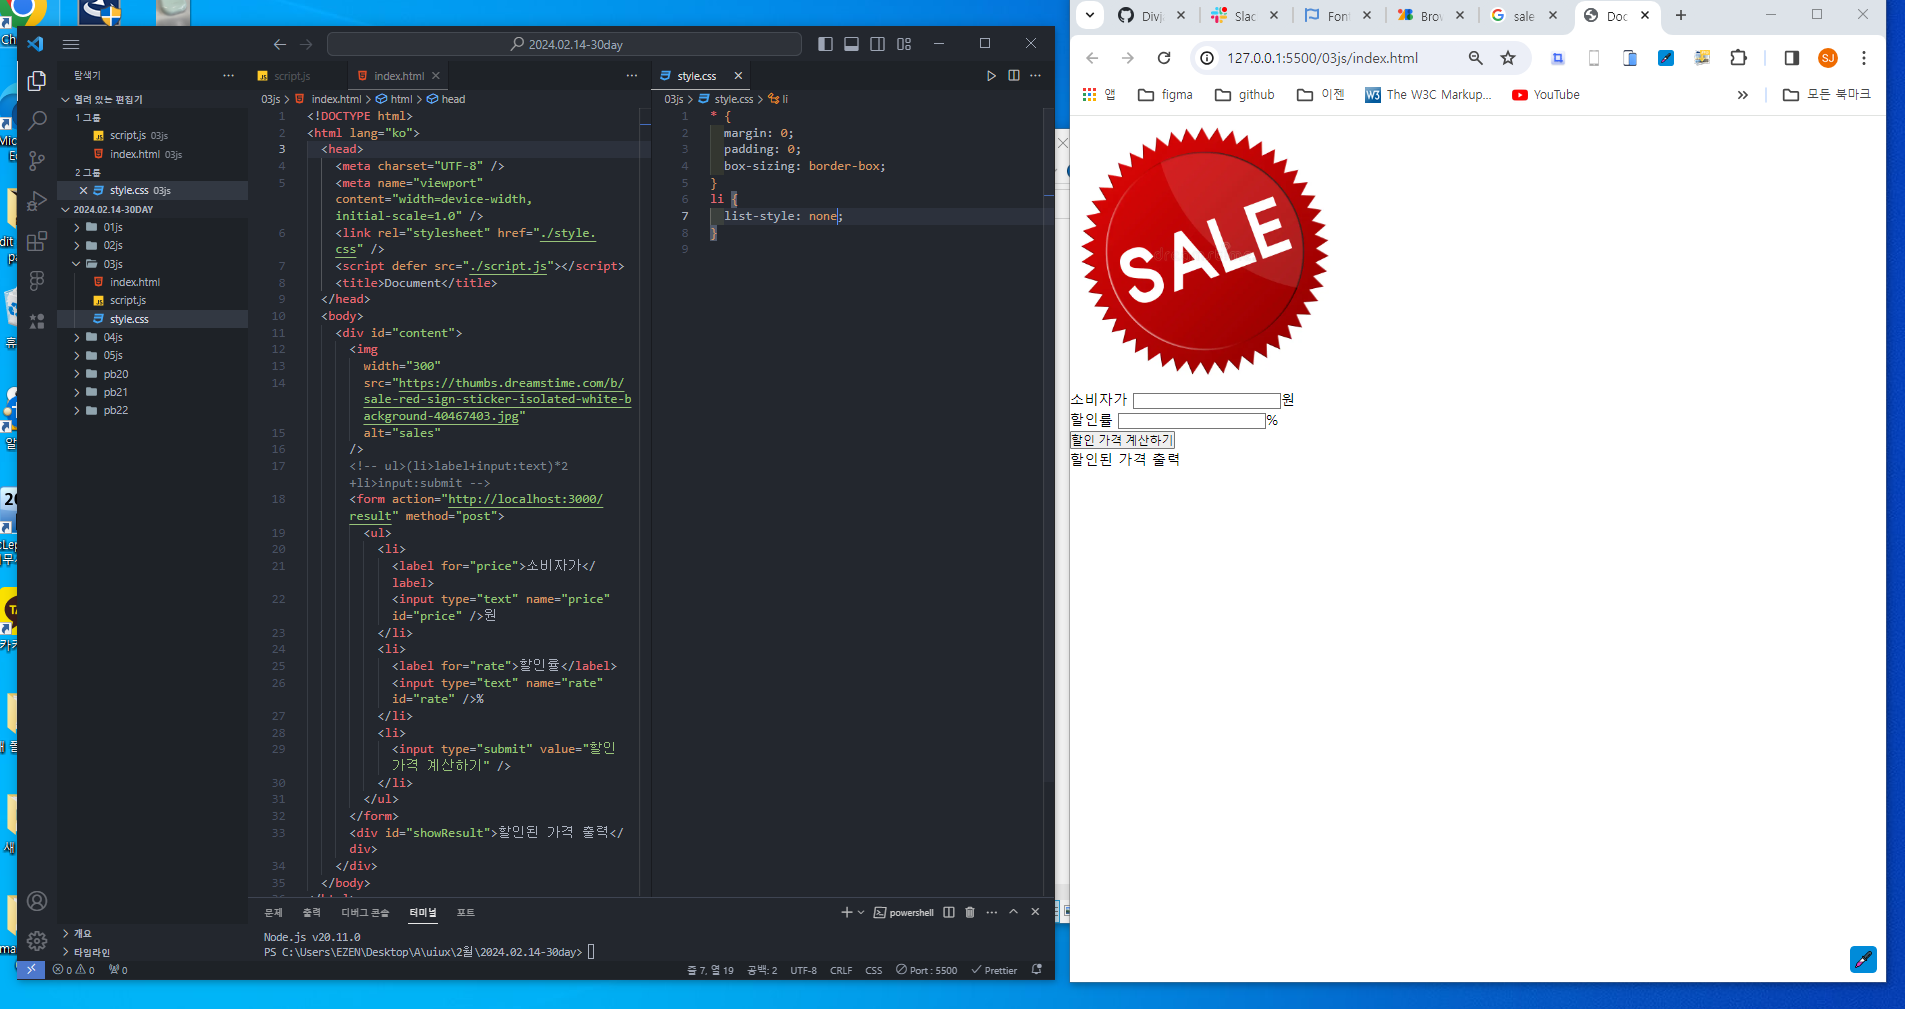 2024.02.14-30day
탐색기
script.js
index.html
style.css
열려 있는 편집기
1 그룹
script.js 03js
index.html 03js
2 그룹
style.css 03js
2024.02.14-30DAY
01js
02js
03js
index.html
script.js
style.css
04js
05js
pb20
pb21
pb22
개요
타임라인
03js > index.html > html > head
1 <!DOCTYPE html>
2 <html lang="ko">
3 <head>
4 <meta charset="UTF-8" />
5 <meta name="viewport"
content="width=device-width,
initial-scale=1.0" />
6 <link rel="stylesheet" href="./style.
css" />
7 <script defer src="./script.js"></script>
8 <title>Document</title>
9 </head>
10 <body>
11 <div id="content">
12 <img
13 width="300"
14 src="https://thumbs.dreamstime.com/b/
sale-red-sign-sticker-isolated-white-b
ackground-40467403.jpg"
15 alt="sales"
16 />
17 <!-- ul>(li>label+input:text)*2
+li>input:submit -->
18 <form action="http://localhost:3000/
result" method="post">
19 <ul>
20 <li>
21 <label for="price">소비자가</
label>
22 <input type="text" name="price"
id="price" />원
23 </li>
24 <li>
25 <label for="rate">할인률</label>
26 <input type="text" name="rate"
id="rate" />%
27 </li>
28 <li>
29 <input type="submit" value="할인
가격 계산하기" />
30 </li>
31 </ul>
32 </form>
33 <div id="showResult">할인된 가격 출력</
div>
34 </div>
35 </body>
03js > style.css > li
1 * {
2 margin: 0;
3 padding: 0;
4 box-sizing: border-box;
5 }
6 li {
7 list-style: none;
8 }
9
문제 출력 디버그 콘솔 터미널 포트
powershell
Node.js v20.11.0
PS C:\Users\EZEN\Desktop\A\uiux\2월\2024.02.14-30day>
0 0 0
줄 7, 열 19 공백: 2 UTF-8 CRLF CSS Port : 5500 Prettier
Divj Slac Font Brov sale Doc
127.0.0.1:5500/03js/index.html
SJ
앱 figma github 이젠 The W3C Markup... YouTube » 모든 북마크
SALE
소비자가 원
할인률 %
할인 가격 계산하기
할인된 가격 출력